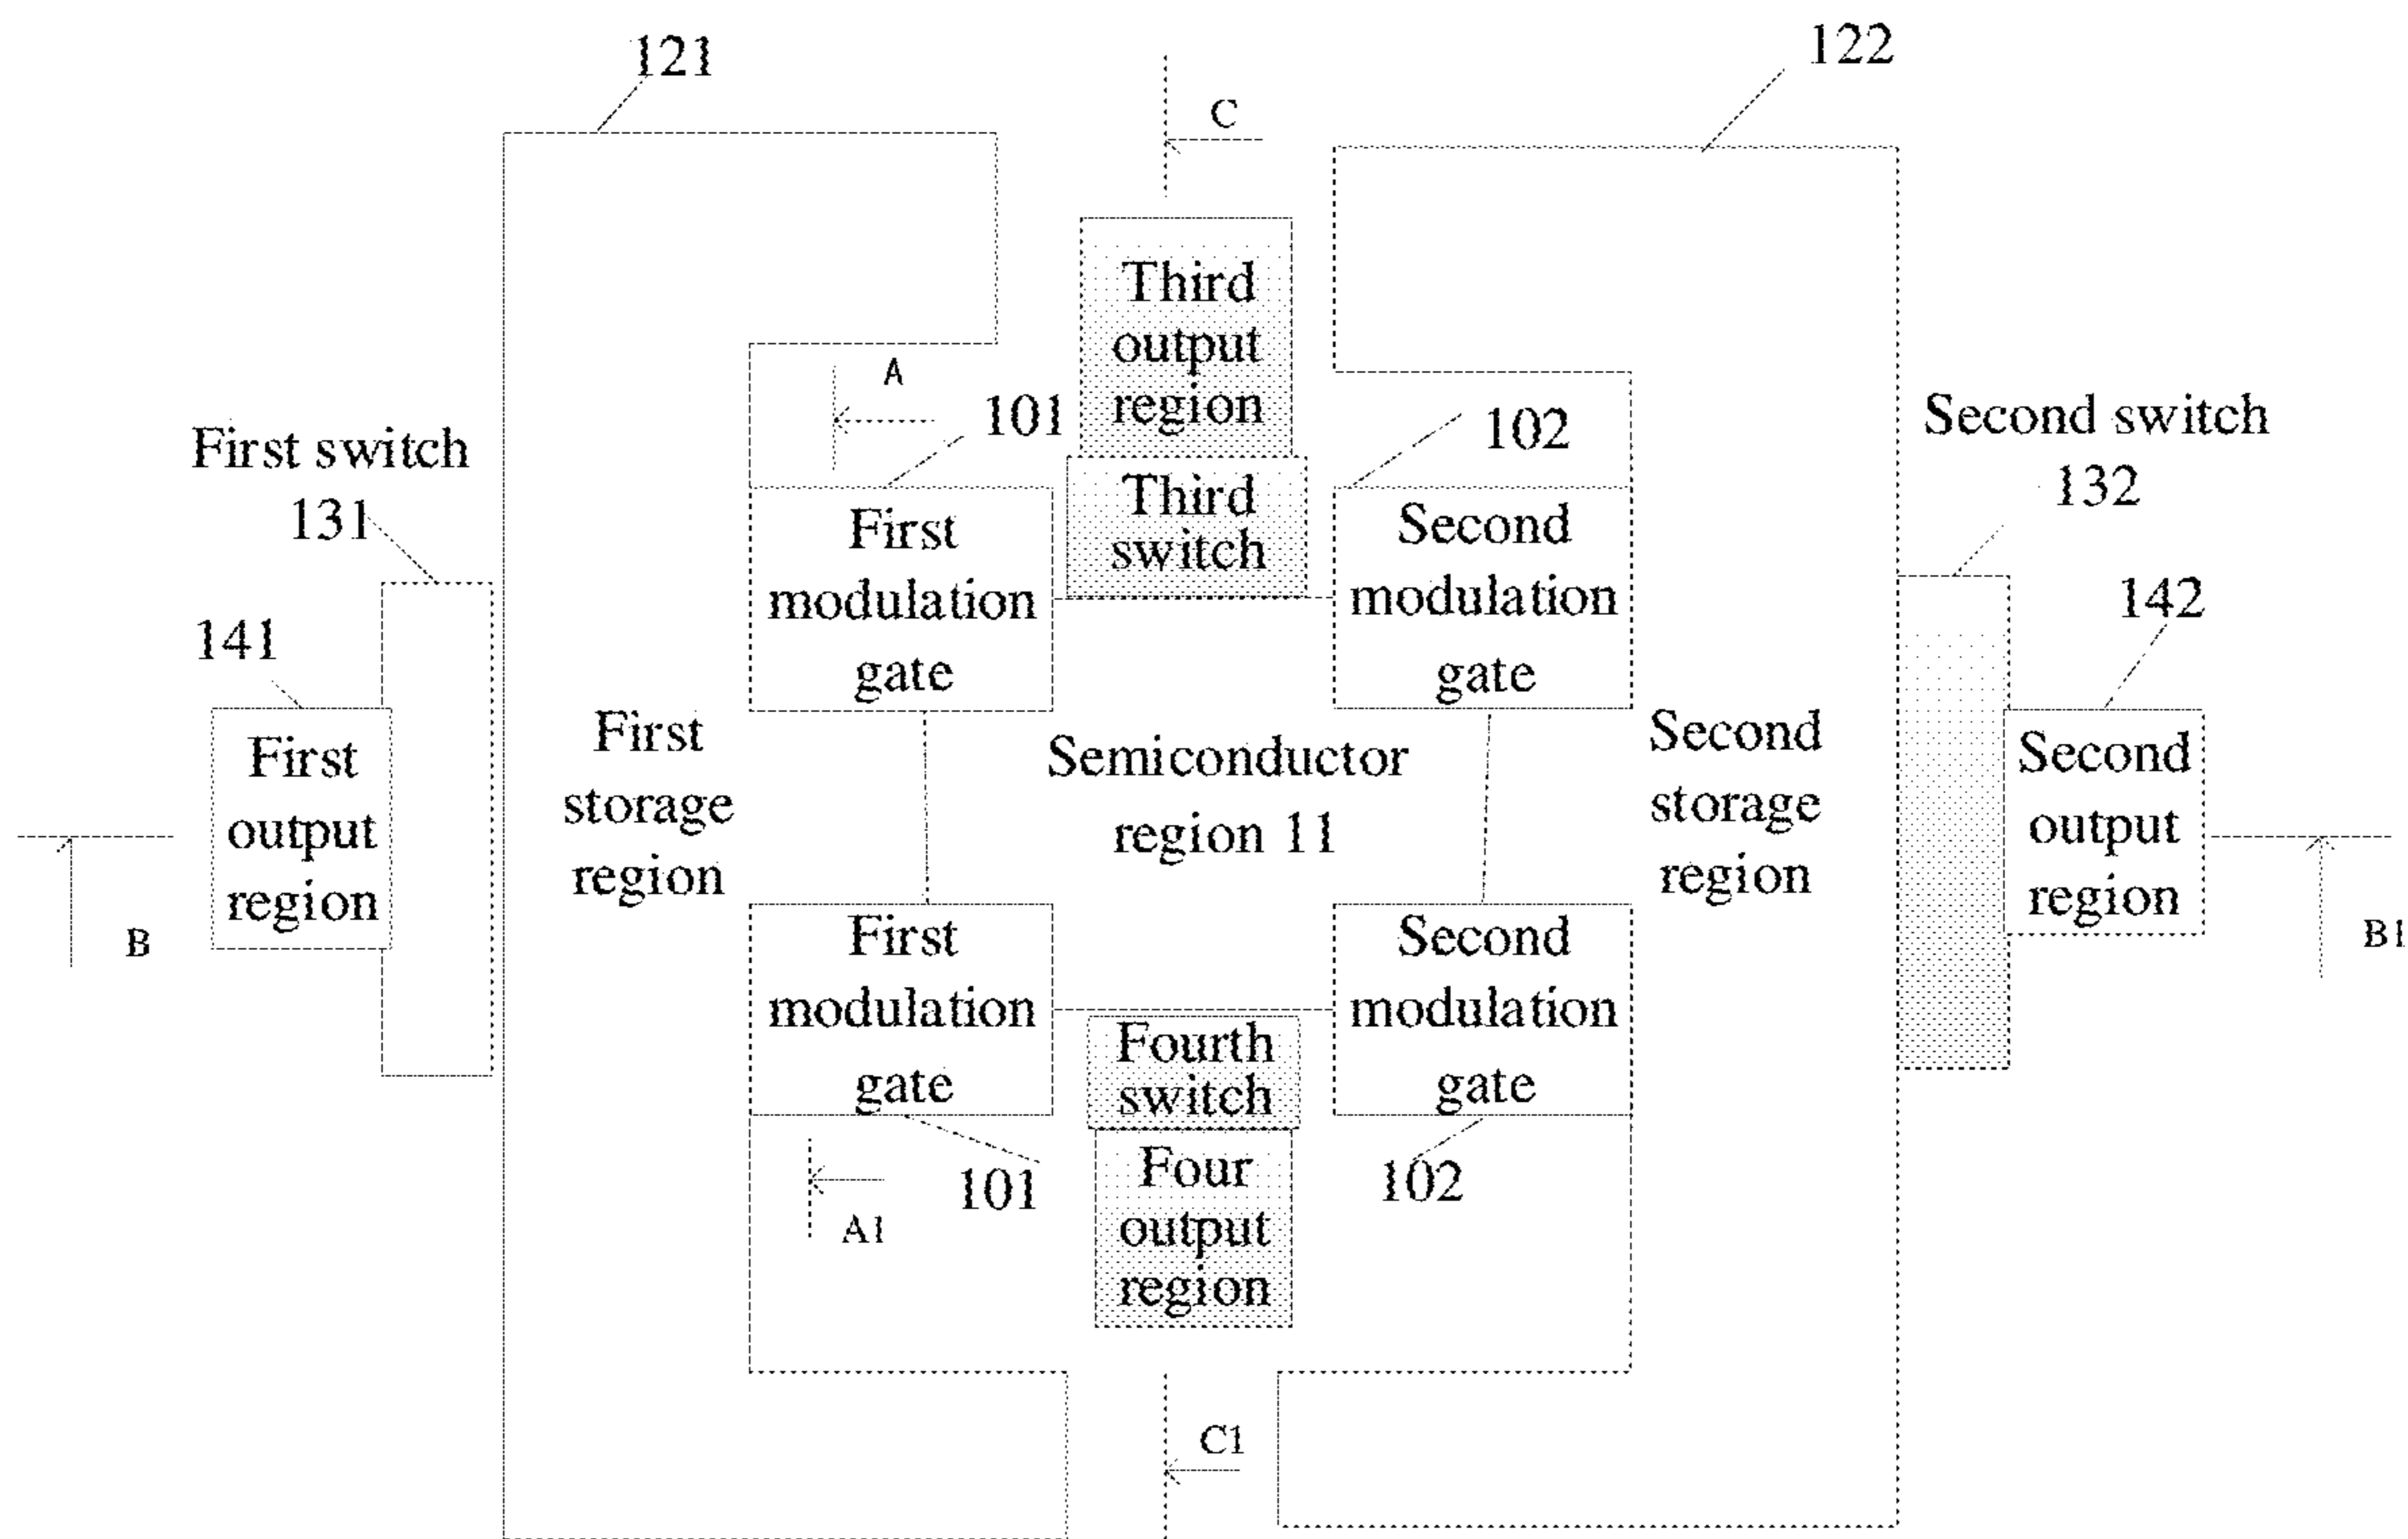 121
122
C
Third
output
region
A
101
102
First switch
131
Second switch
132
Third
switch
First
modulation
gate
Second
modulation
gate
141
142
First
output
region
First
storage
region
Semiconductor
region 11
Second
storage
region
Second
output
region
B
B1
First
modulation
gate
Second
modulation
gate
Fourth
switch
Four
output
region
101
102
A1
C1